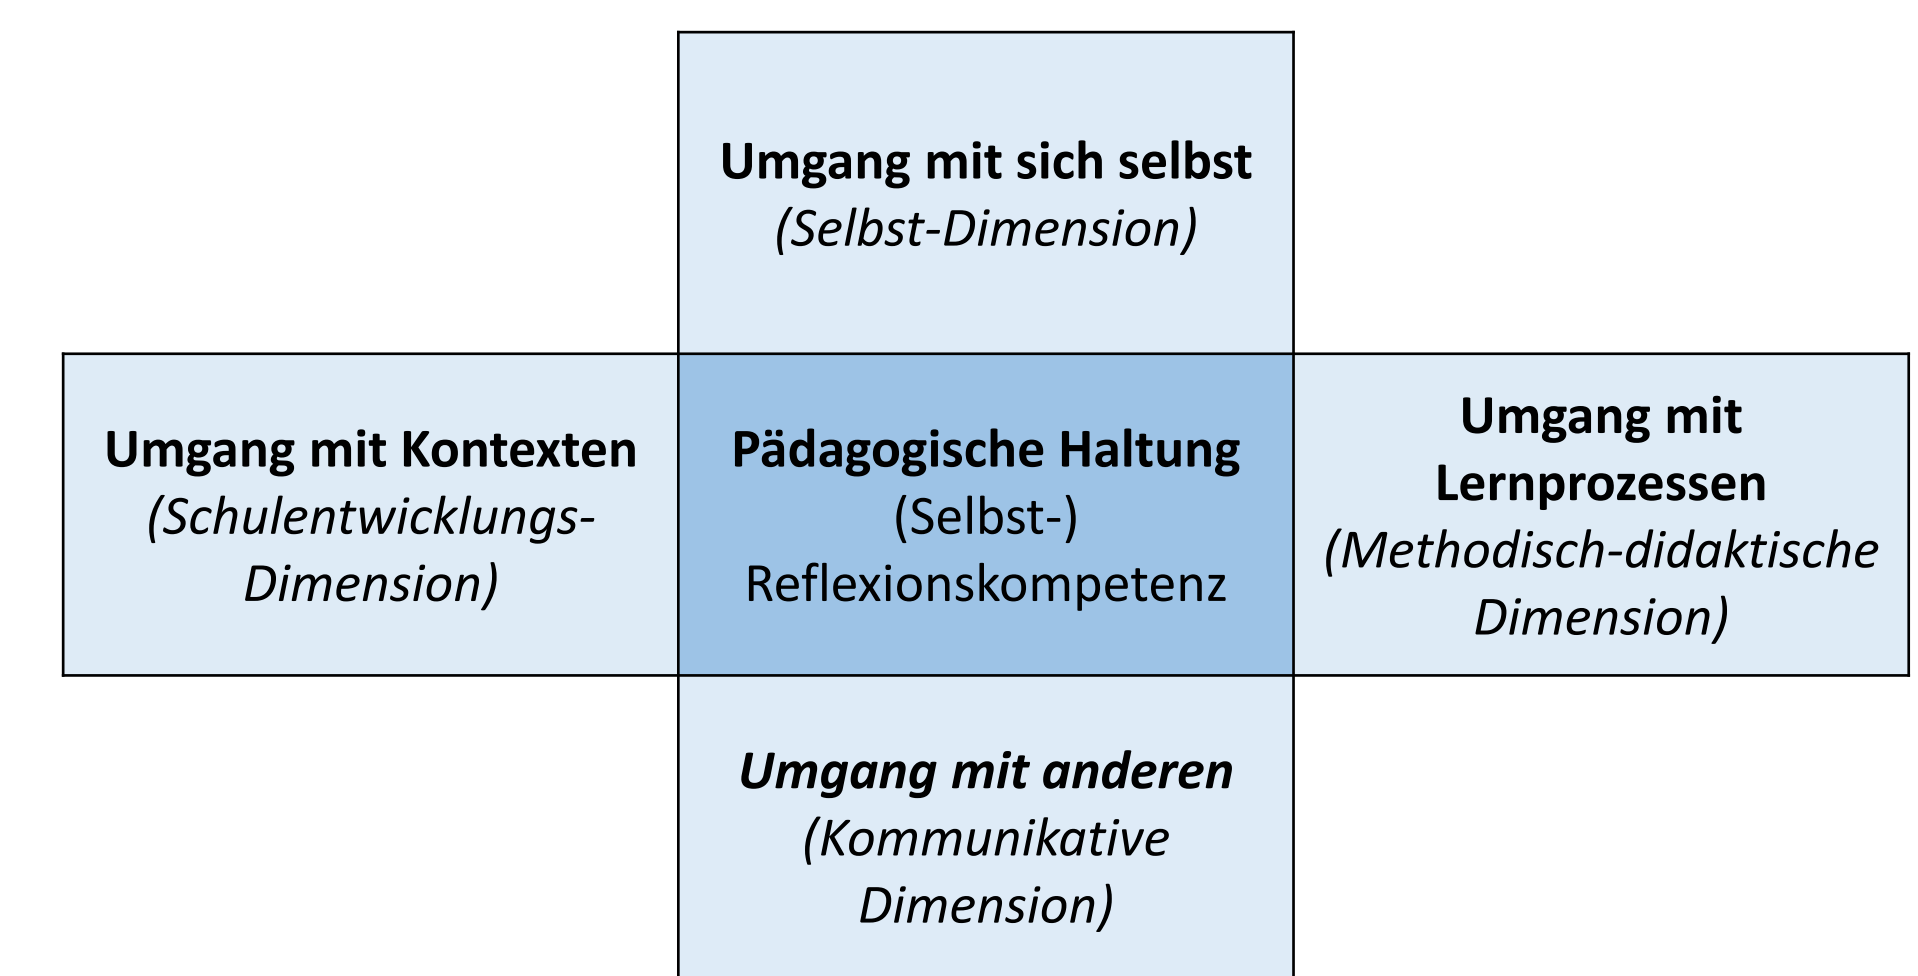 Umgang mit sich selbst
(Selbst-Dimension)
Umgang mit Kontexten
(Schulentwicklungs-
Dimension)
Pädagogische Haltung
(Selbst-)
Reflexionskompetenz
Umgang mit
Lernprozessen
(Methodisch-didaktische
Dimension)
Umgang mit anderen
(Kommunikative
Dimension)